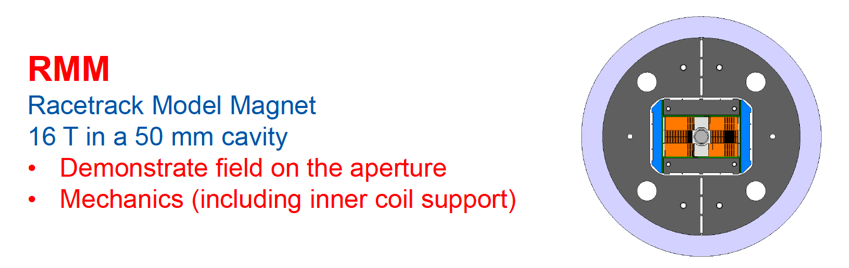 RMM
Racetrack Model Magnet
16 T in a 50 mm cavity
• Demonstrate field on the aperture
• Mechanics (including inner coil support)